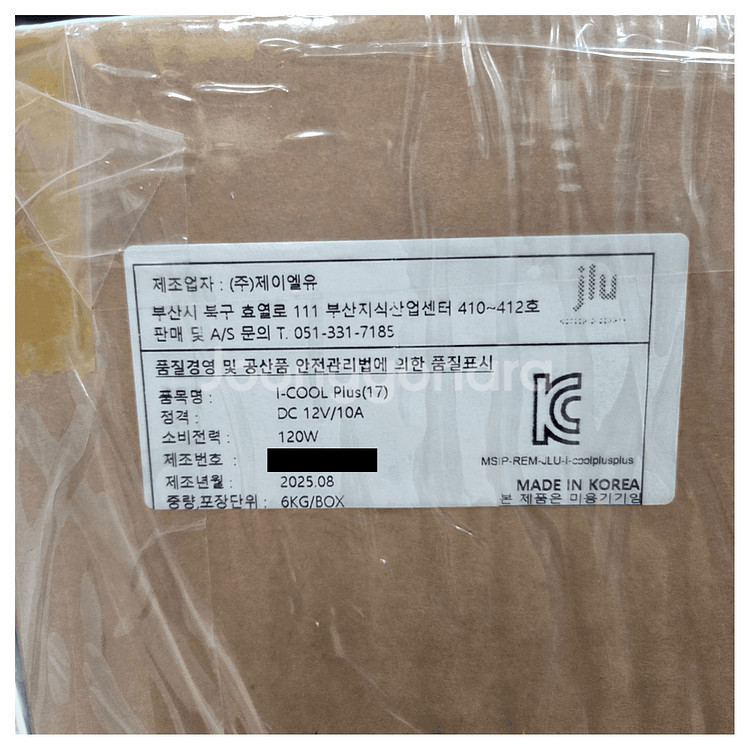 제조업자 : (주)제이엘유
jlu
부산시 북구 효열로 111 부산지식산업센터 410~412호
판매 및 A/S 문의 T. 051-331-7185
품질경영 및 공산품 안전관리법에 의한 품질표시
Joonggonara
품목명 : I-COOL Plus(17)
정격 : DC 12V/10A
소비전력 : 120W
제조번호 :
제조년월 : 2025.08
중량,포장단위 : 6KG/BOX
MSIP-REM-JLU-i-coolplusplus
MADE IN KOREA
본 제품은 미용기기임